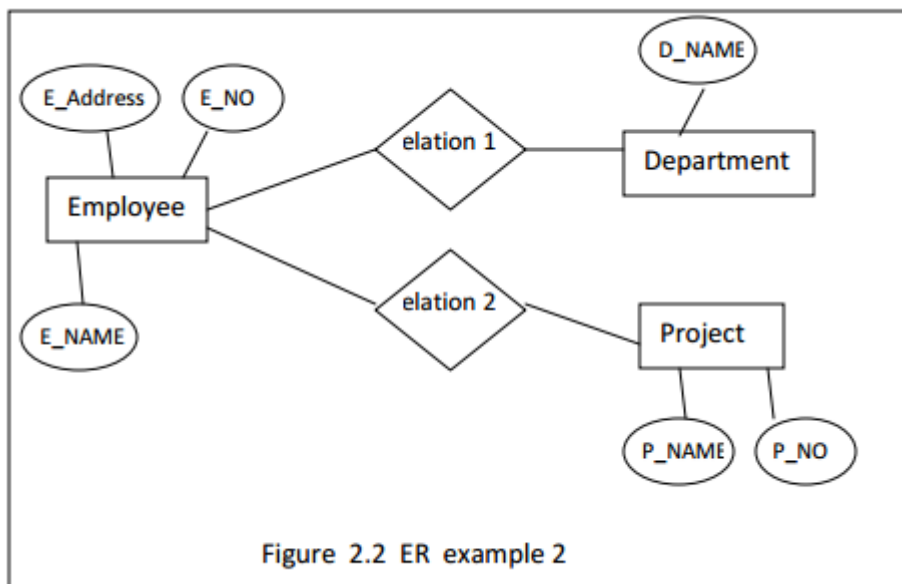 D_NAME
E_Address
E_NO
elation 1
Department
Employee
elation 2
Project
E_NAME
P_NAME
P_NO
Figure 2.2 ER example 2